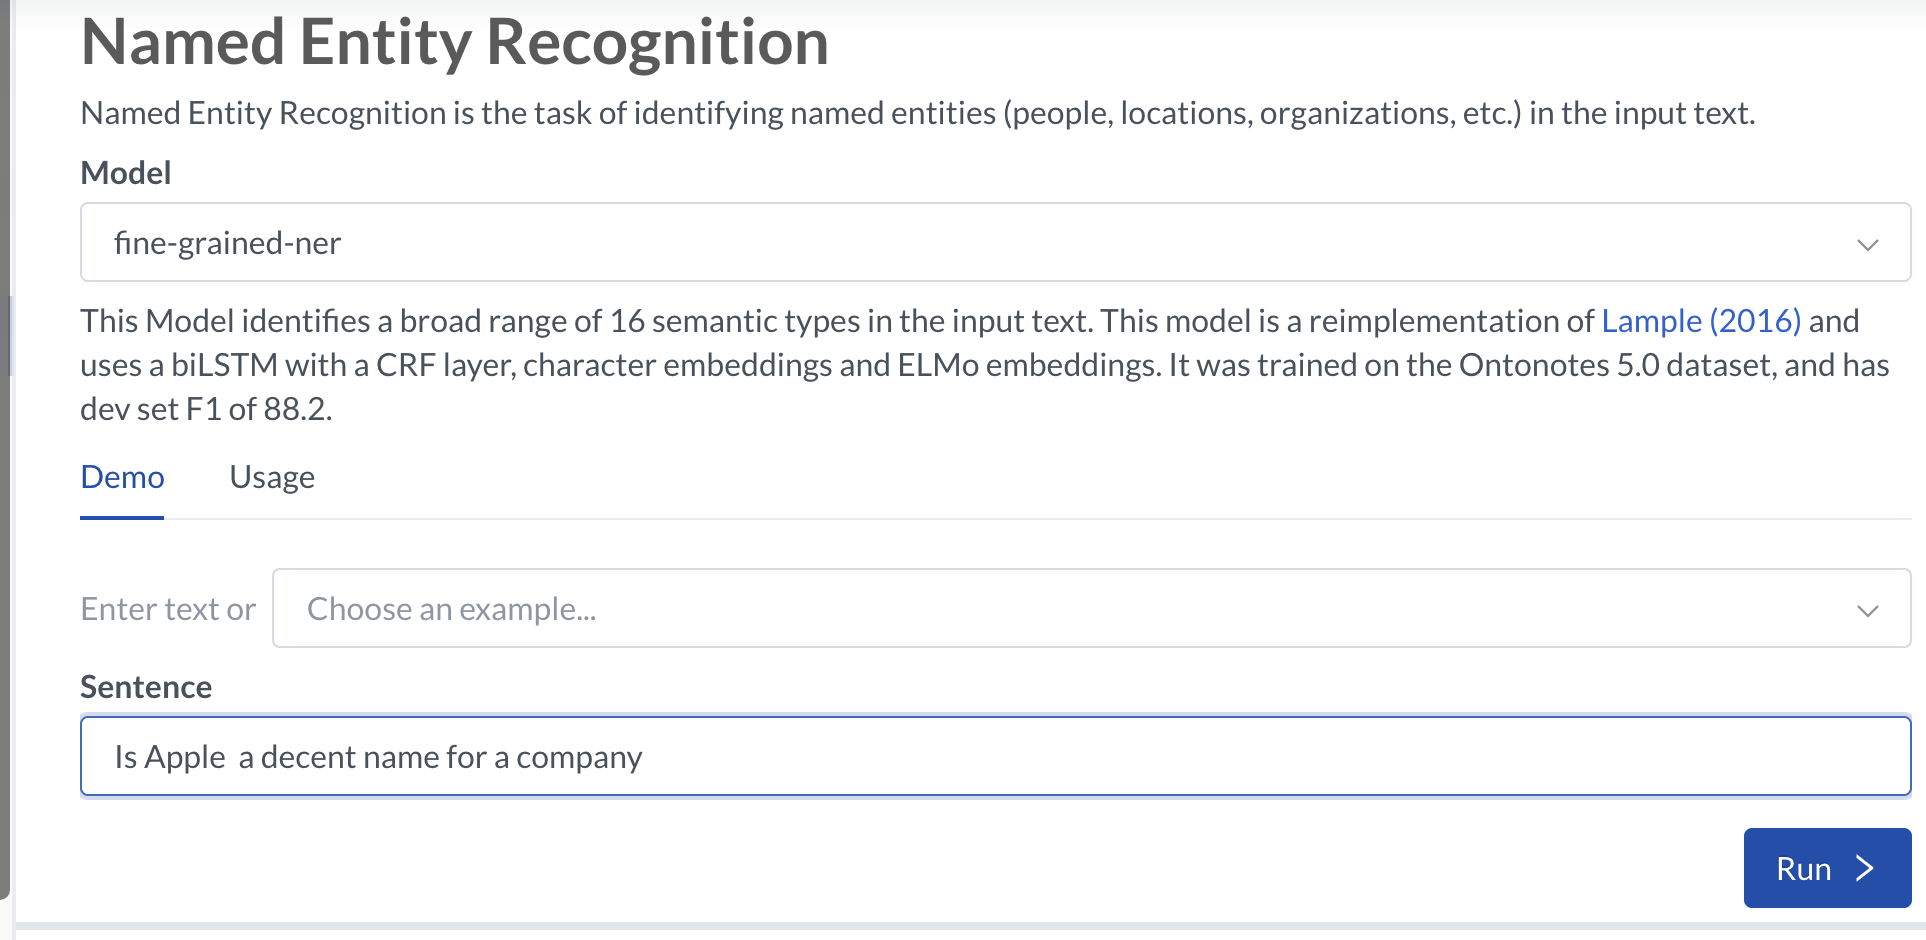 Named Entity Recognition
Named Entity Recognition is the task of identifying named entities (people, locations, organizations, etc.) in the input text.
Model
fine-grained-ner
This Model identifies a broad range of 16 semantic types in the input text. This model is a reimplementation of Lample (2016) and
uses a biLSTM with a CRF layer, character embeddings and ELMo embeddings. It was trained on the Ontonotes 5.0 dataset, and has
dev set F1 of 88.2.
Demo Usage
Enter text or Choose an example...
Sentence
Is Apple  a decent name for a company
Run